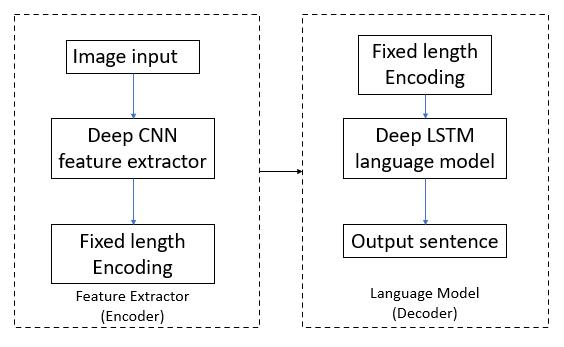 Image input
Deep CNN
feature extractor
Fixed length
Encoding
Feature Extractor
(Encoder)
Fixed length
Encoding
Deep LSTM
language model
Output sentence
Language Model
(Decoder)